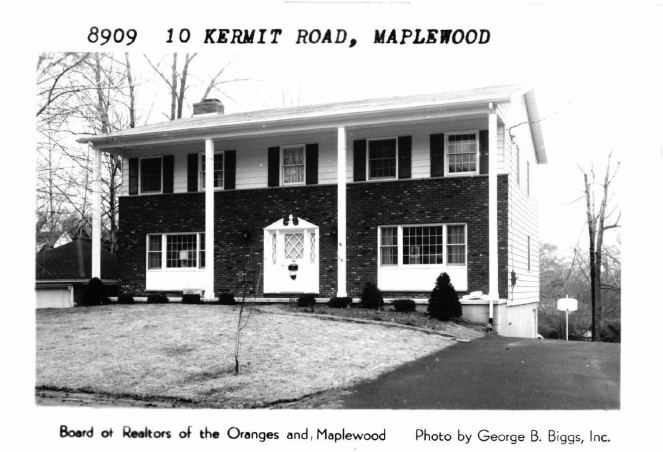 8909 10 KERMIT ROAD, MAPLEWOOD
Board of Realtors of the Oranges and, Maplewood Photo by George B. Biggs, Inc.